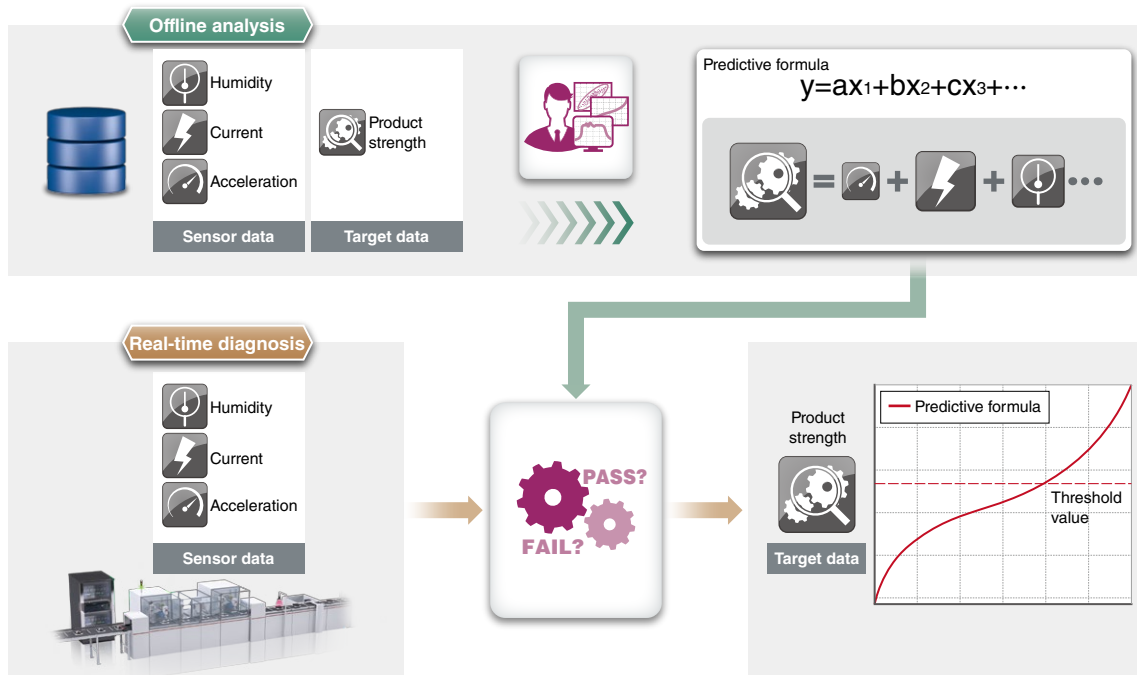 Offline analysis
Humidity
Current
Acceleration
Sensor data
Product
strength
Target data
Predictive formula
y=ax1+bx2+cx3+···
= + + •••
Real-time diagnosis
Humidity
Current
Acceleration
Sensor data
PASS?
FAIL?
Product
strength
Target data
Predictive formula
Threshold
value